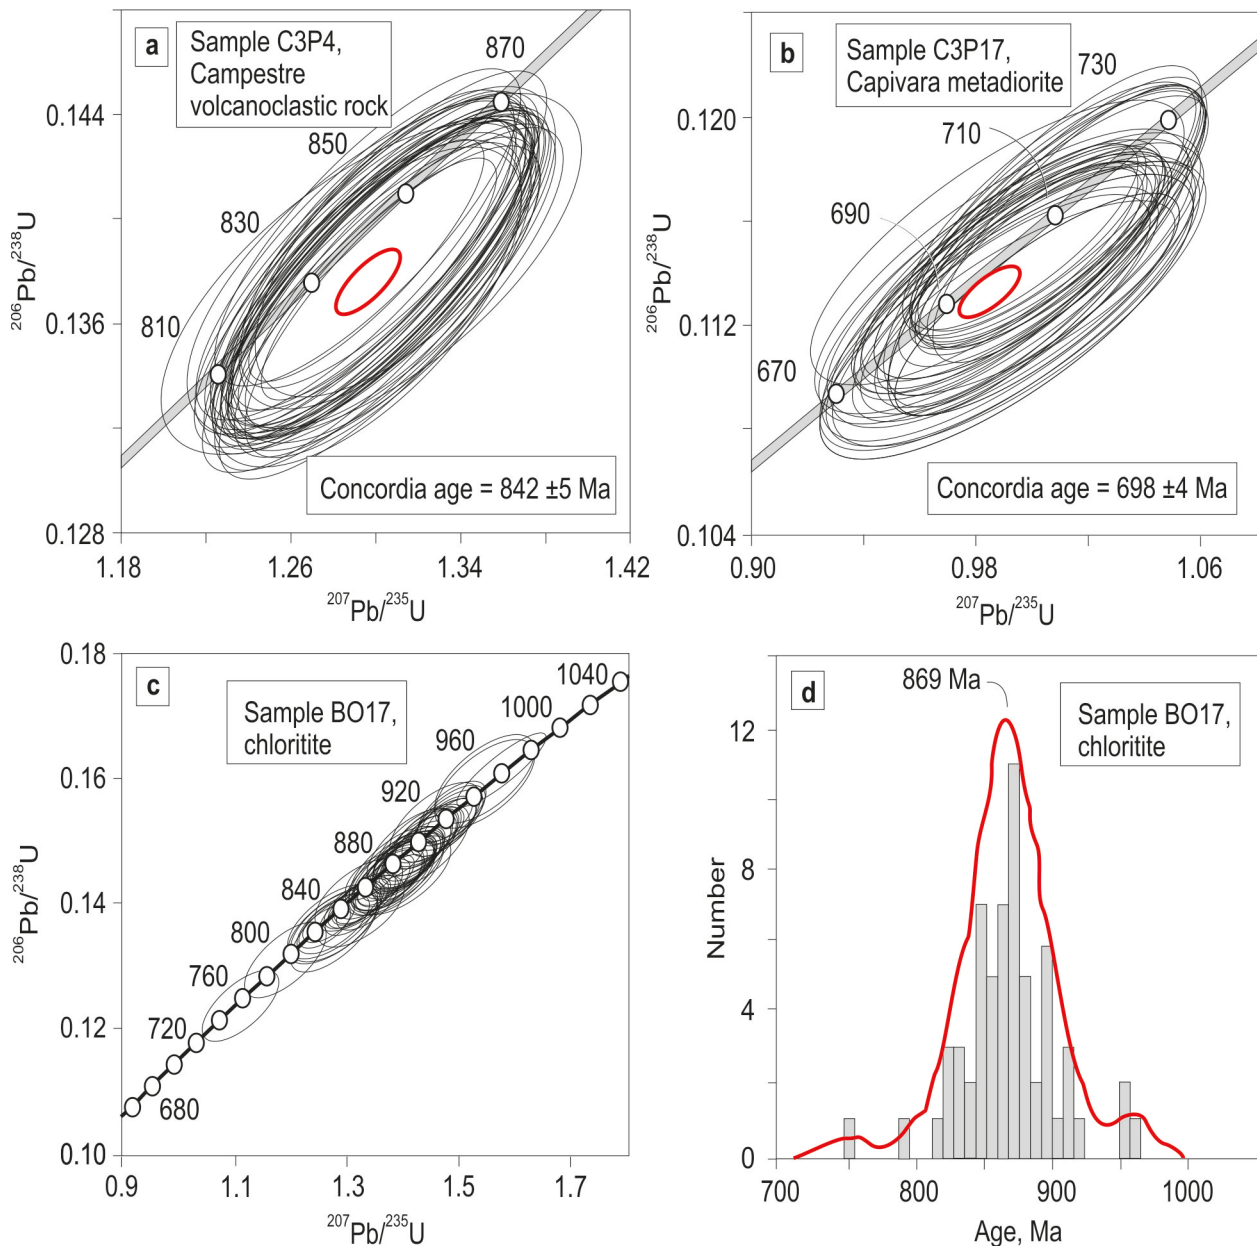 a
Sample C3P4,
Campestre
volcanoclastic rock
870
850
830
810
0.144
0.136
0.128
²⁰⁶Pb/²³⁸U
Concordia age = 842 ±5 Ma
1.18
1.26
1.34
1.42
²⁰⁷Pb/²³⁵U
b
Sample C3P17,
Capivara metadiorite
730
710
690
670
0.120
0.112
0.104
²⁰⁶Pb/²³⁸U
Concordia age = 698 ±4 Ma
0.90
0.98
1.06
²⁰⁷Pb/²³⁵U
c
Sample BO17,
chloritite
1040
1000
960
920
880
840
800
760
720
680
0.18
0.16
0.14
0.12
0.10
²⁰⁶Pb/²³⁸U
0.9
1.1
1.3
1.5
1.7
²⁰⁷Pb/²³⁵U
d
869 Ma
Sample BO17,
chloritite
12
8
4
0
Number
700
800
900
1000
Age, Ma